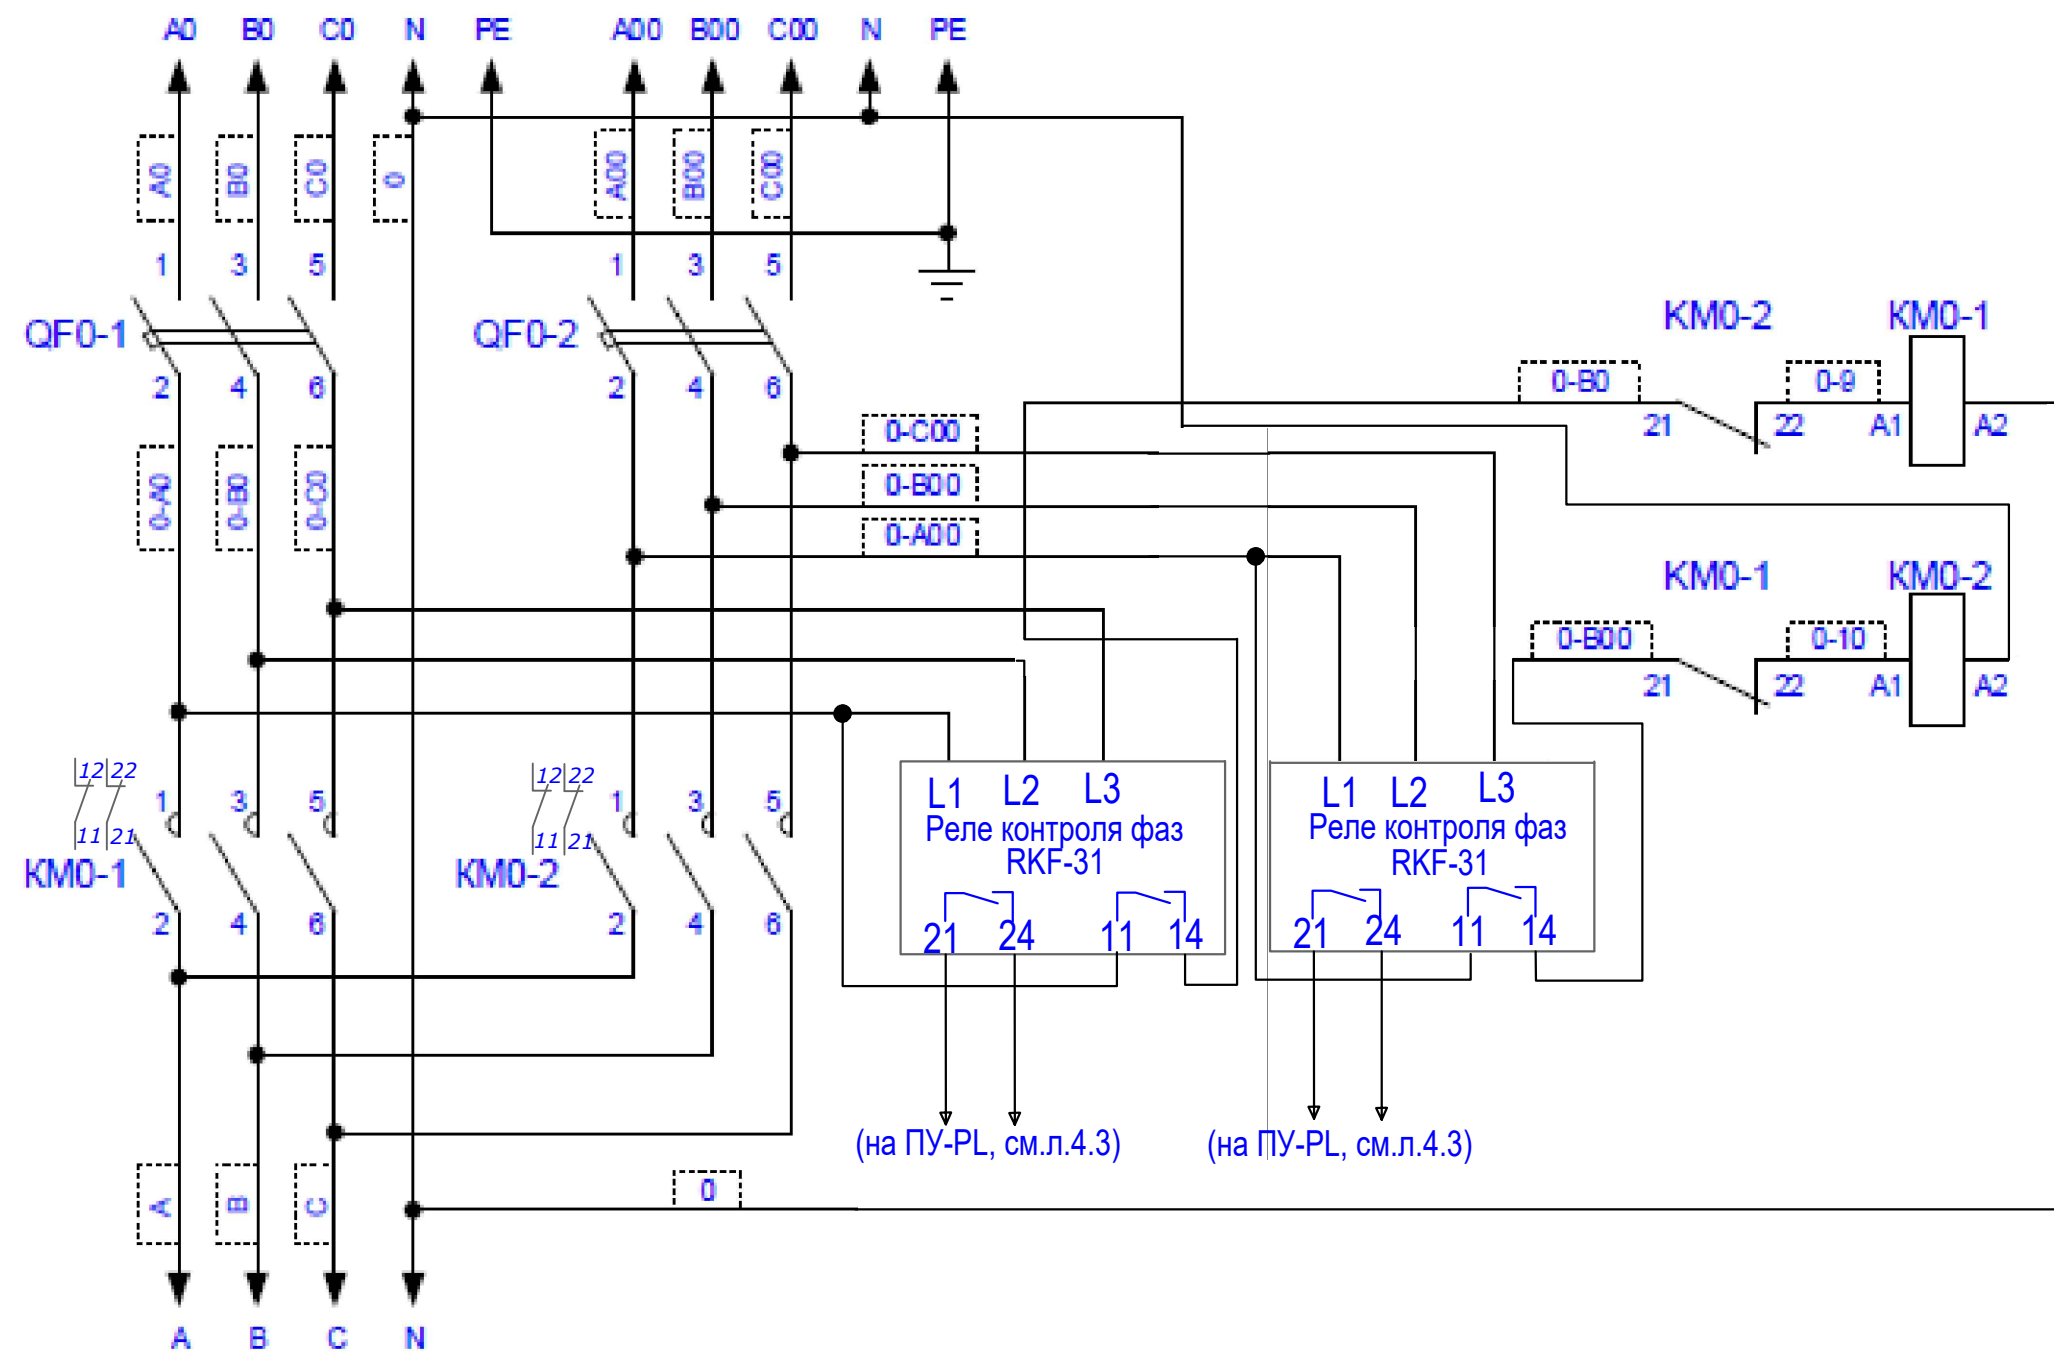 A0 B0 C0 N PE A00 B00 C00 N PE
A0 B0 C0 0 A00 B00 C00
1 3 5 1 3 5
QF0-1 QF0-2
KM0-2 KM0-1
2 4 6 2 4 6
0-B0 0-9
21 22 A1 A2
0-C00
0-B00
0-A00
0-A0 0-B0 0-C0
KM0-1 KM0-2
0-B00 0-10
21 22 A1 A2
12 22 12 22
1 3 5 1 3 5
11 21 11 21
KM0-1 KM0-2
L1 L2 L3
Реле контроля фаз
RKF-31
21 24 11 14
L1 L2 L3
Реле контроля фаз
RKF-31
21 24 11 14
2 4 6 2 4 6
(на ПУ-PL, см.л.4.3) (на ПУ-PL, см.л.4.3)
A B C 0
A B C N